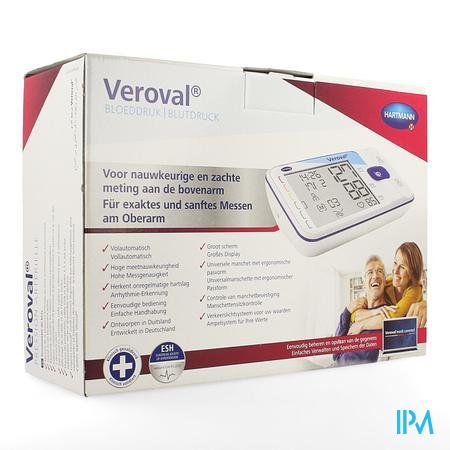 Veroval®
BLOEDDRUK | BLUTDRUCK
HARTMANN
Voor nauwkeurige en zachte
meting aan de bovenarm
Für exaktes und sanftes Messen
am Oberarm
Veroval
Volautomatisch
Vollautomatisch
Hoge meetnauwkeurigheid
Hohe Messgenauigkeit
Herkent onregelmatige hartslag
Arrhythmie-Erkennung
Eenvoudige bediening
Einfache Handhabung
Ontworpen in Duitsland
Entwickelt in Deutschland
Groot scherm
Großes Display
Universele manchet met ergonomische
pasvorm
Universalmanschette mit ergonomischer
Passform
Controle van manchetbevestiging
Manschettensitzkontrolle
Verkeerslichtsysteem voor uw waarden
Ampelsystem für Ihre Werte
ESH
Veroval medi.connect
Eenvoudig beheren en opslaan van de gegevens
Einfaches Verwalten und Speichern der Daten
Veroval®
IPM